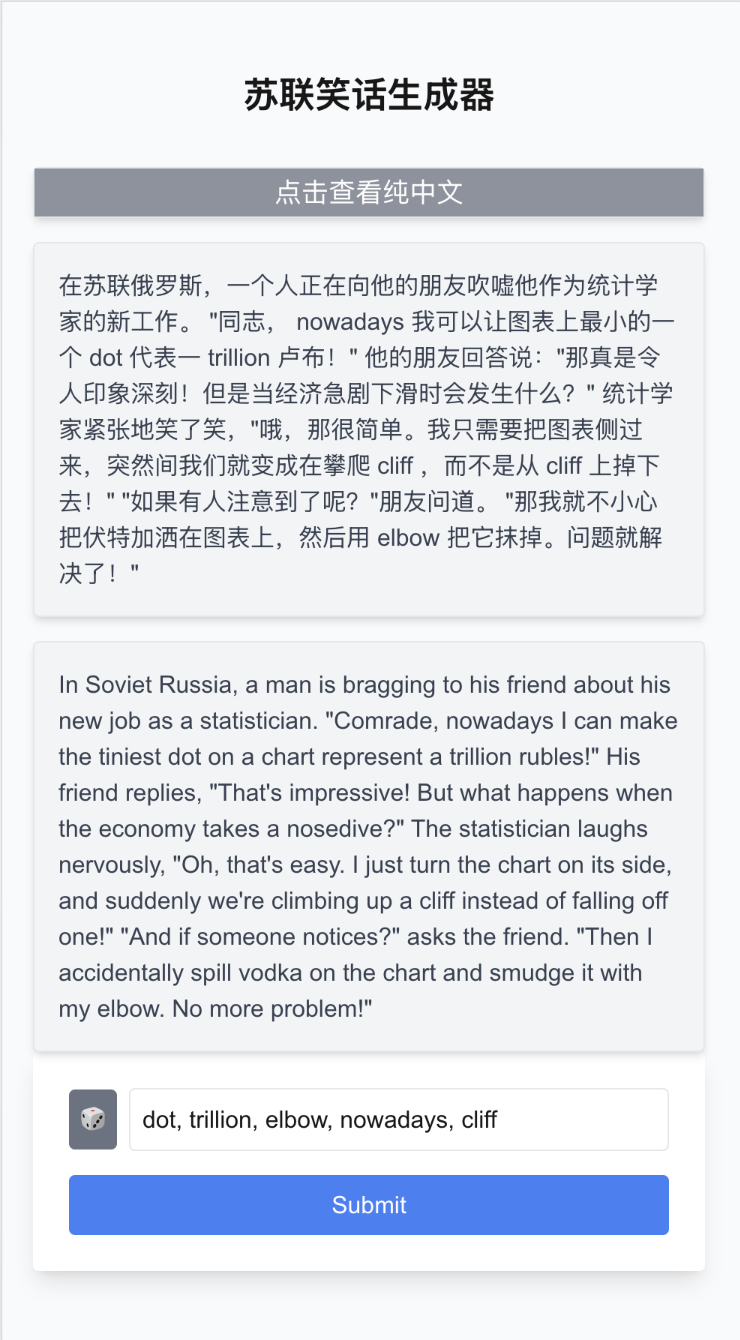 苏联笑话生成器
点击查看纯中文
在苏联俄罗斯，一个人正在向他的朋友吹嘘他作为统计学
家的新工作。 "同志， nowadays 我可以让图表上最小的一
个 dot 代表一 trillion 卢布！" 他的朋友回答说："那真是令
人印象深刻！但是当经济急剧下滑时会发生什么？" 统计学
家紧张地笑了笑，"哦，那很简单。我只需要把图表侧过
来，突然间我们就变成在攀爬 cliff ，而不是从 cliff 上掉下
去！" "如果有人注意到了呢？"朋友问道。 "那我就不小心
把伏特加洒在图表上，然后用 elbow 把它抹掉。问题就解
决了！"
In Soviet Russia, a man is bragging to his friend about his
new job as a statistician. "Comrade, nowadays I can make
the tiniest dot on a chart represent a trillion rubles!" His
friend replies, "That's impressive! But what happens when
the economy takes a nosedive?" The statistician laughs
nervously, "Oh, that's easy. I just turn the chart on its side,
and suddenly we're climbing up a cliff instead of falling off
one!" "And if someone notices?" asks the friend. "Then I
accidentally spill vodka on the chart and smudge it with
my elbow. No more problem!"
dot, trillion, elbow, nowadays, cliff
Submit